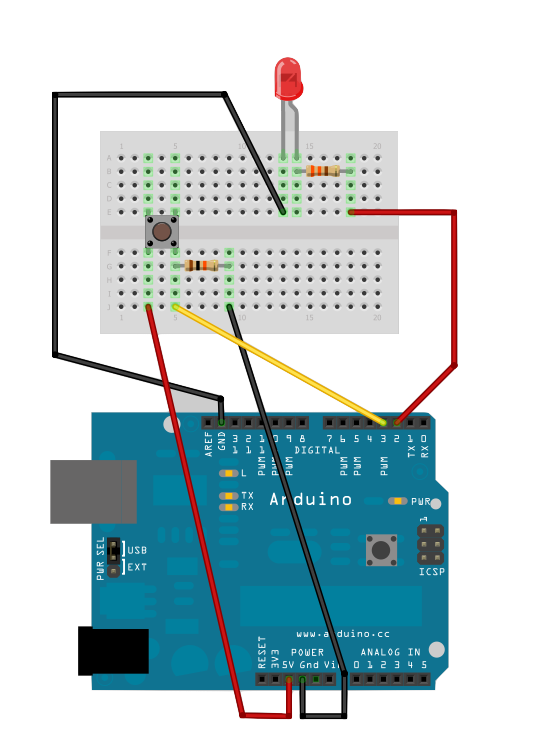 1 5 10 15 20
A
B
C
D
E
F
G
H
I
J
1 5 10 15 20
AREF GND 13 12 11 10 9 8 7 6 5 4 3 2 1 0
PWM PWM PWM PWM PWM PWM TX RX
DIGITAL
L
TX
RX
Arduino
PWR
1
ICSP
PWR SEL
USB
EXT
www.arduino.cc
POWER ANALOG IN
RESET 3V3 5V Gnd Vin 0 1 2 3 4 5